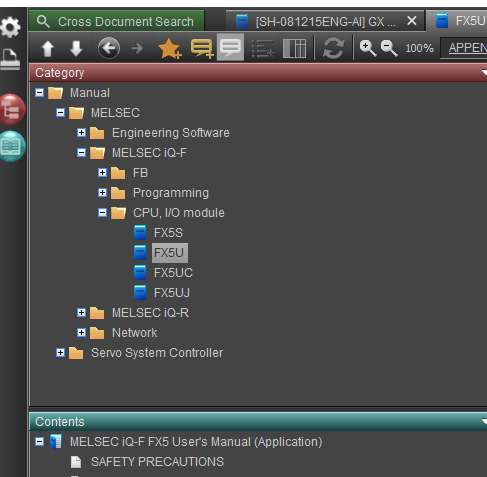 Cross Document Search
[SH-081215ENG-AI] GX ...
FX5U
100%
APPEN
Category
Manual
MELSEC
Engineering Software
MELSEC iQ-F
FB
Programming
CPU, I/O module
FX5S
FX5U
FX5UC
FX5UJ
MELSEC iQ-R
Network
Servo System Controller
Contents
MELSEC iQ-F FX5 User's Manual (Application)
SAFETY PRECAUTIONS